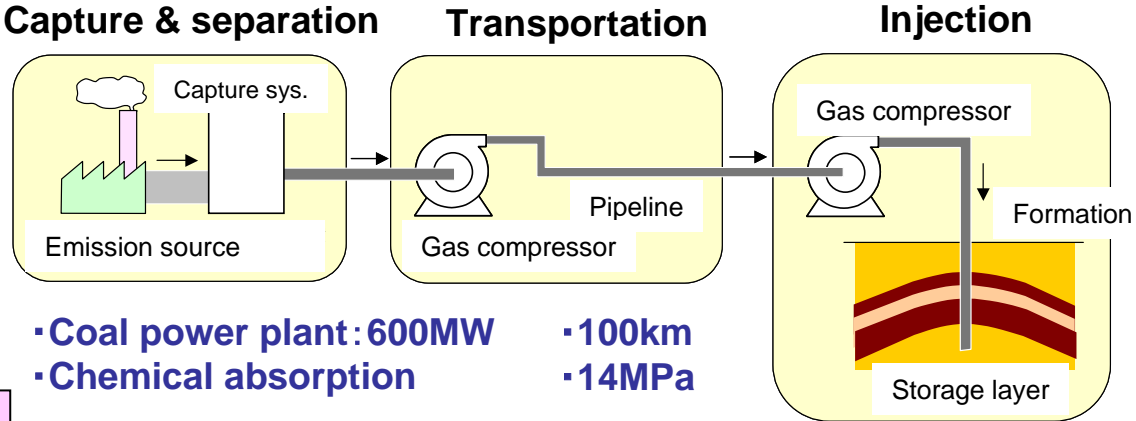 Capture & separation
Transportation
Injection
Capture sys.
Emission source
Gas compressor
Pipeline
Gas compressor
Formation
Storage layer
・Coal power plant：600MW
・Chemical absorption
・100km
・14MPa